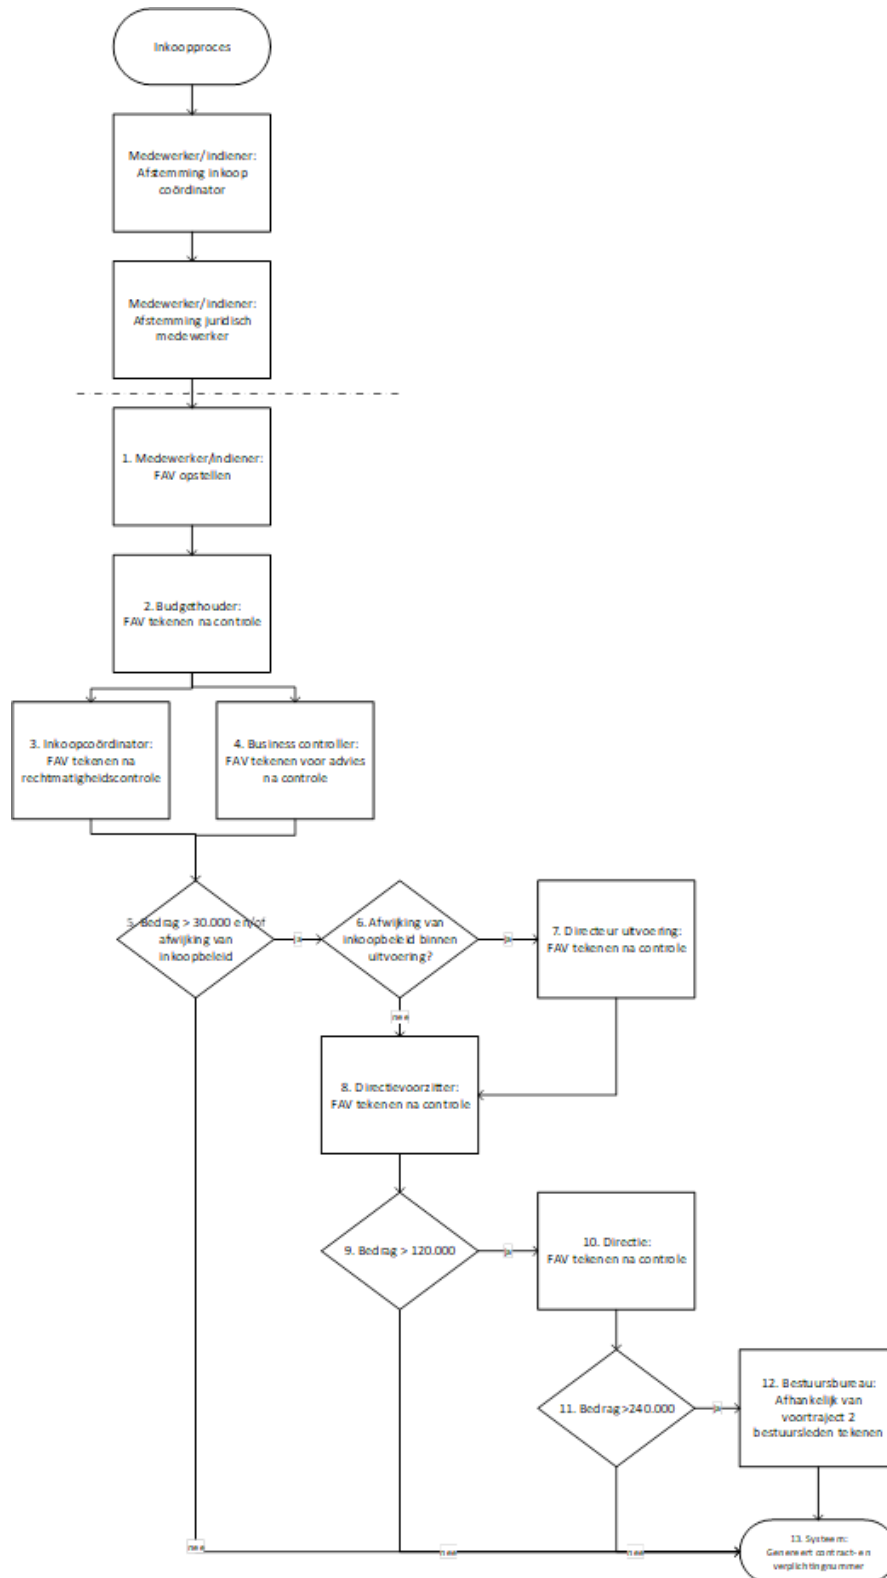 Inkoopproces
Medewerker/indiener:
Afstemming inkoop
coördinator
Medewerker/indiener:
Afstemming juridisch
medewerker
1. Medewerker/indiener:
FAV opstellen
2. Budgethouder:
FAV tekenen na controle
3. Inkoopcoördinator:
FAV tekenen na
rechtmatigheidscontrole
4. Business controller:
FAV tekenen voor advies
na controle
5. Bedrag > 30.000 en/of
afwijking van
inkoopbeleid
ja
6. Afwijking van
inkoopbeleid binnen
uitvoering?
ja
7. Directeur uitvoering:
FAV tekenen na controle
nee
8. Directievoorzitter:
FAV tekenen na controle
9. Bedrag > 120.000
ja
10. Directie:
FAV tekenen na controle
11. Bedrag >240.000
ja
12. Bestuursbureau:
Afhankelijk van
voortraject 2
bestuursleden tekenen
nee
nee
nee
13. Systeem:
Genereert contract- en
verplichtingnummer